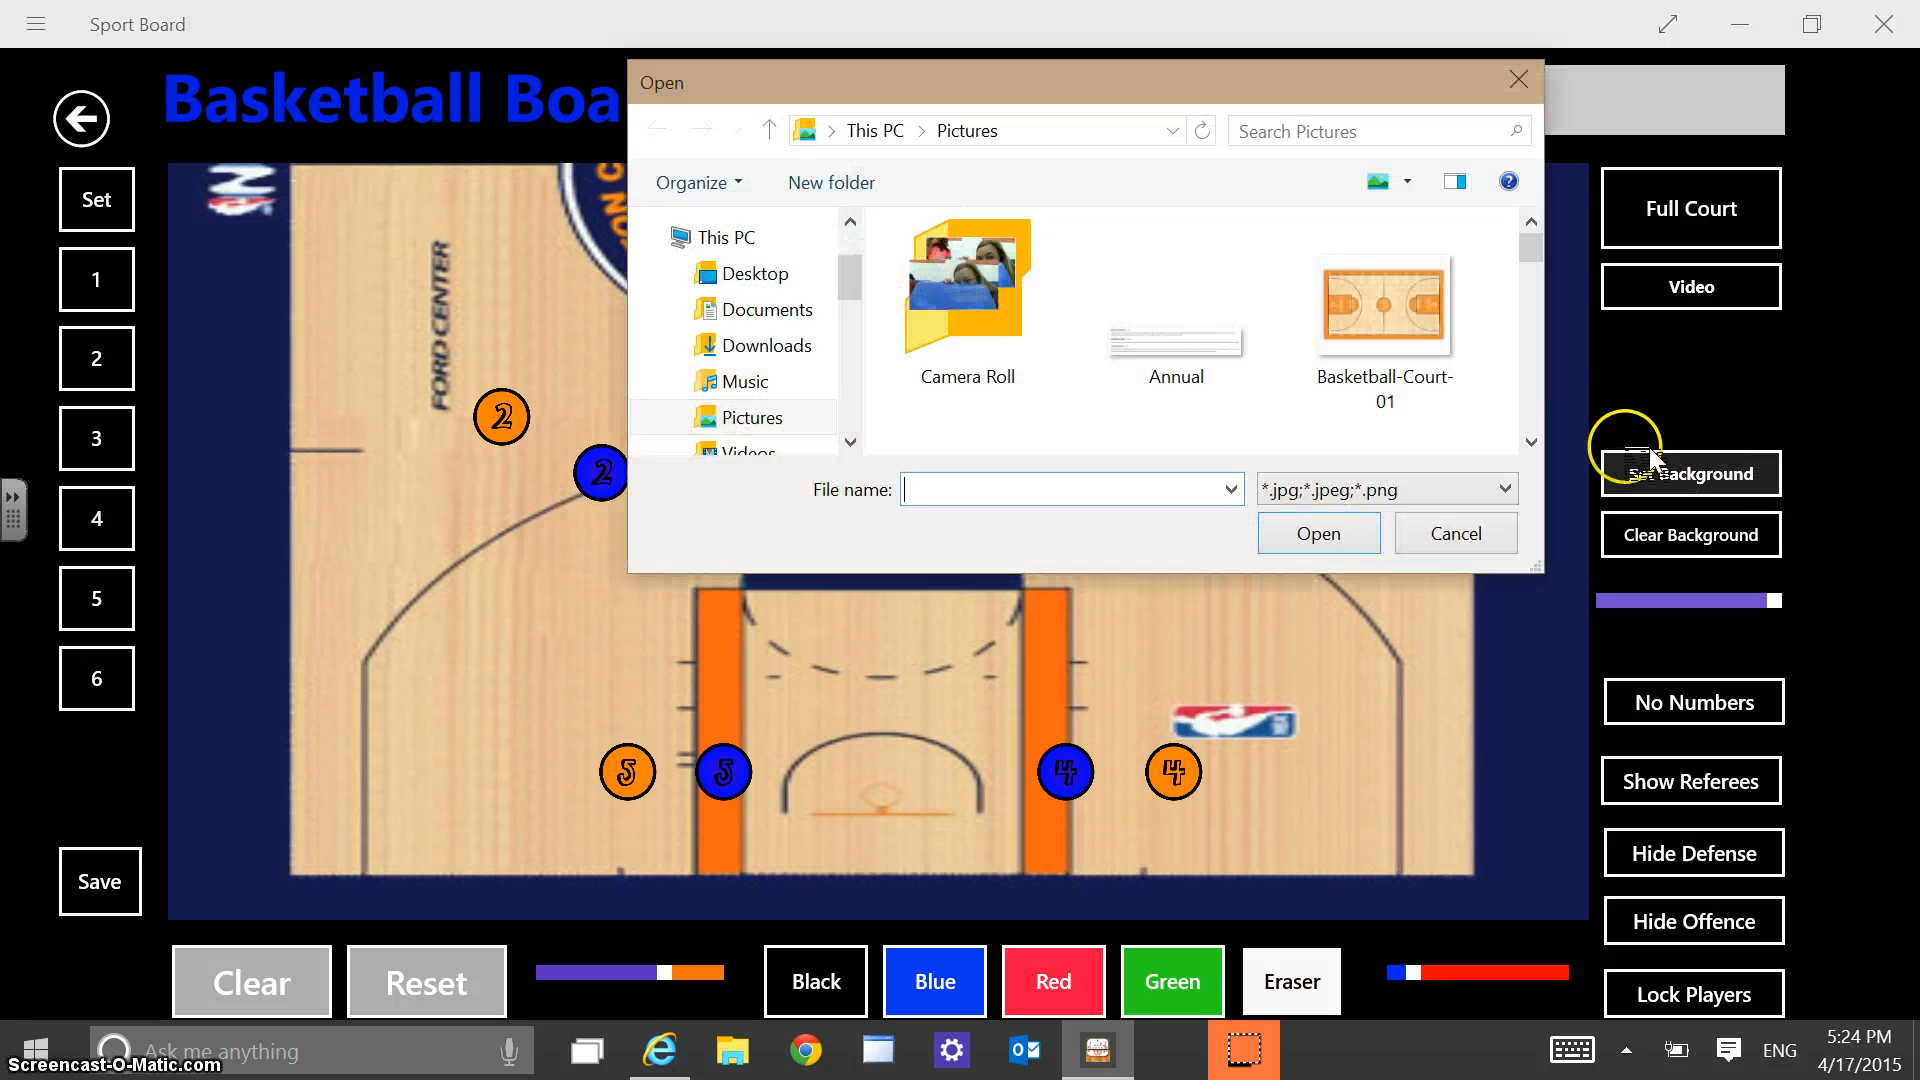 Sport Board
Basketball Boa
Open
This PC > Pictures
Search Pictures
Organize
New folder
This PC
Desktop
Documents
Downloads
Music
Pictures
Videos
Camera Roll
Annual
Basketball-Court-
01
File name:
*.jpg;*.jpeg;*.png
Open
Cancel
Set
1
2
3
4
5
6
Save
FORD CENTER
2
2
5
5
4
4
Full Court
Video
Background
Clear Background
No Numbers
Show Referees
Hide Defense
Hide Offence
Lock Players
Clear
Reset
Black
Blue
Red
Green
Eraser
Ask me anything
ENG
5:24 PM
4/17/2015
Screencast-O-Matic.com